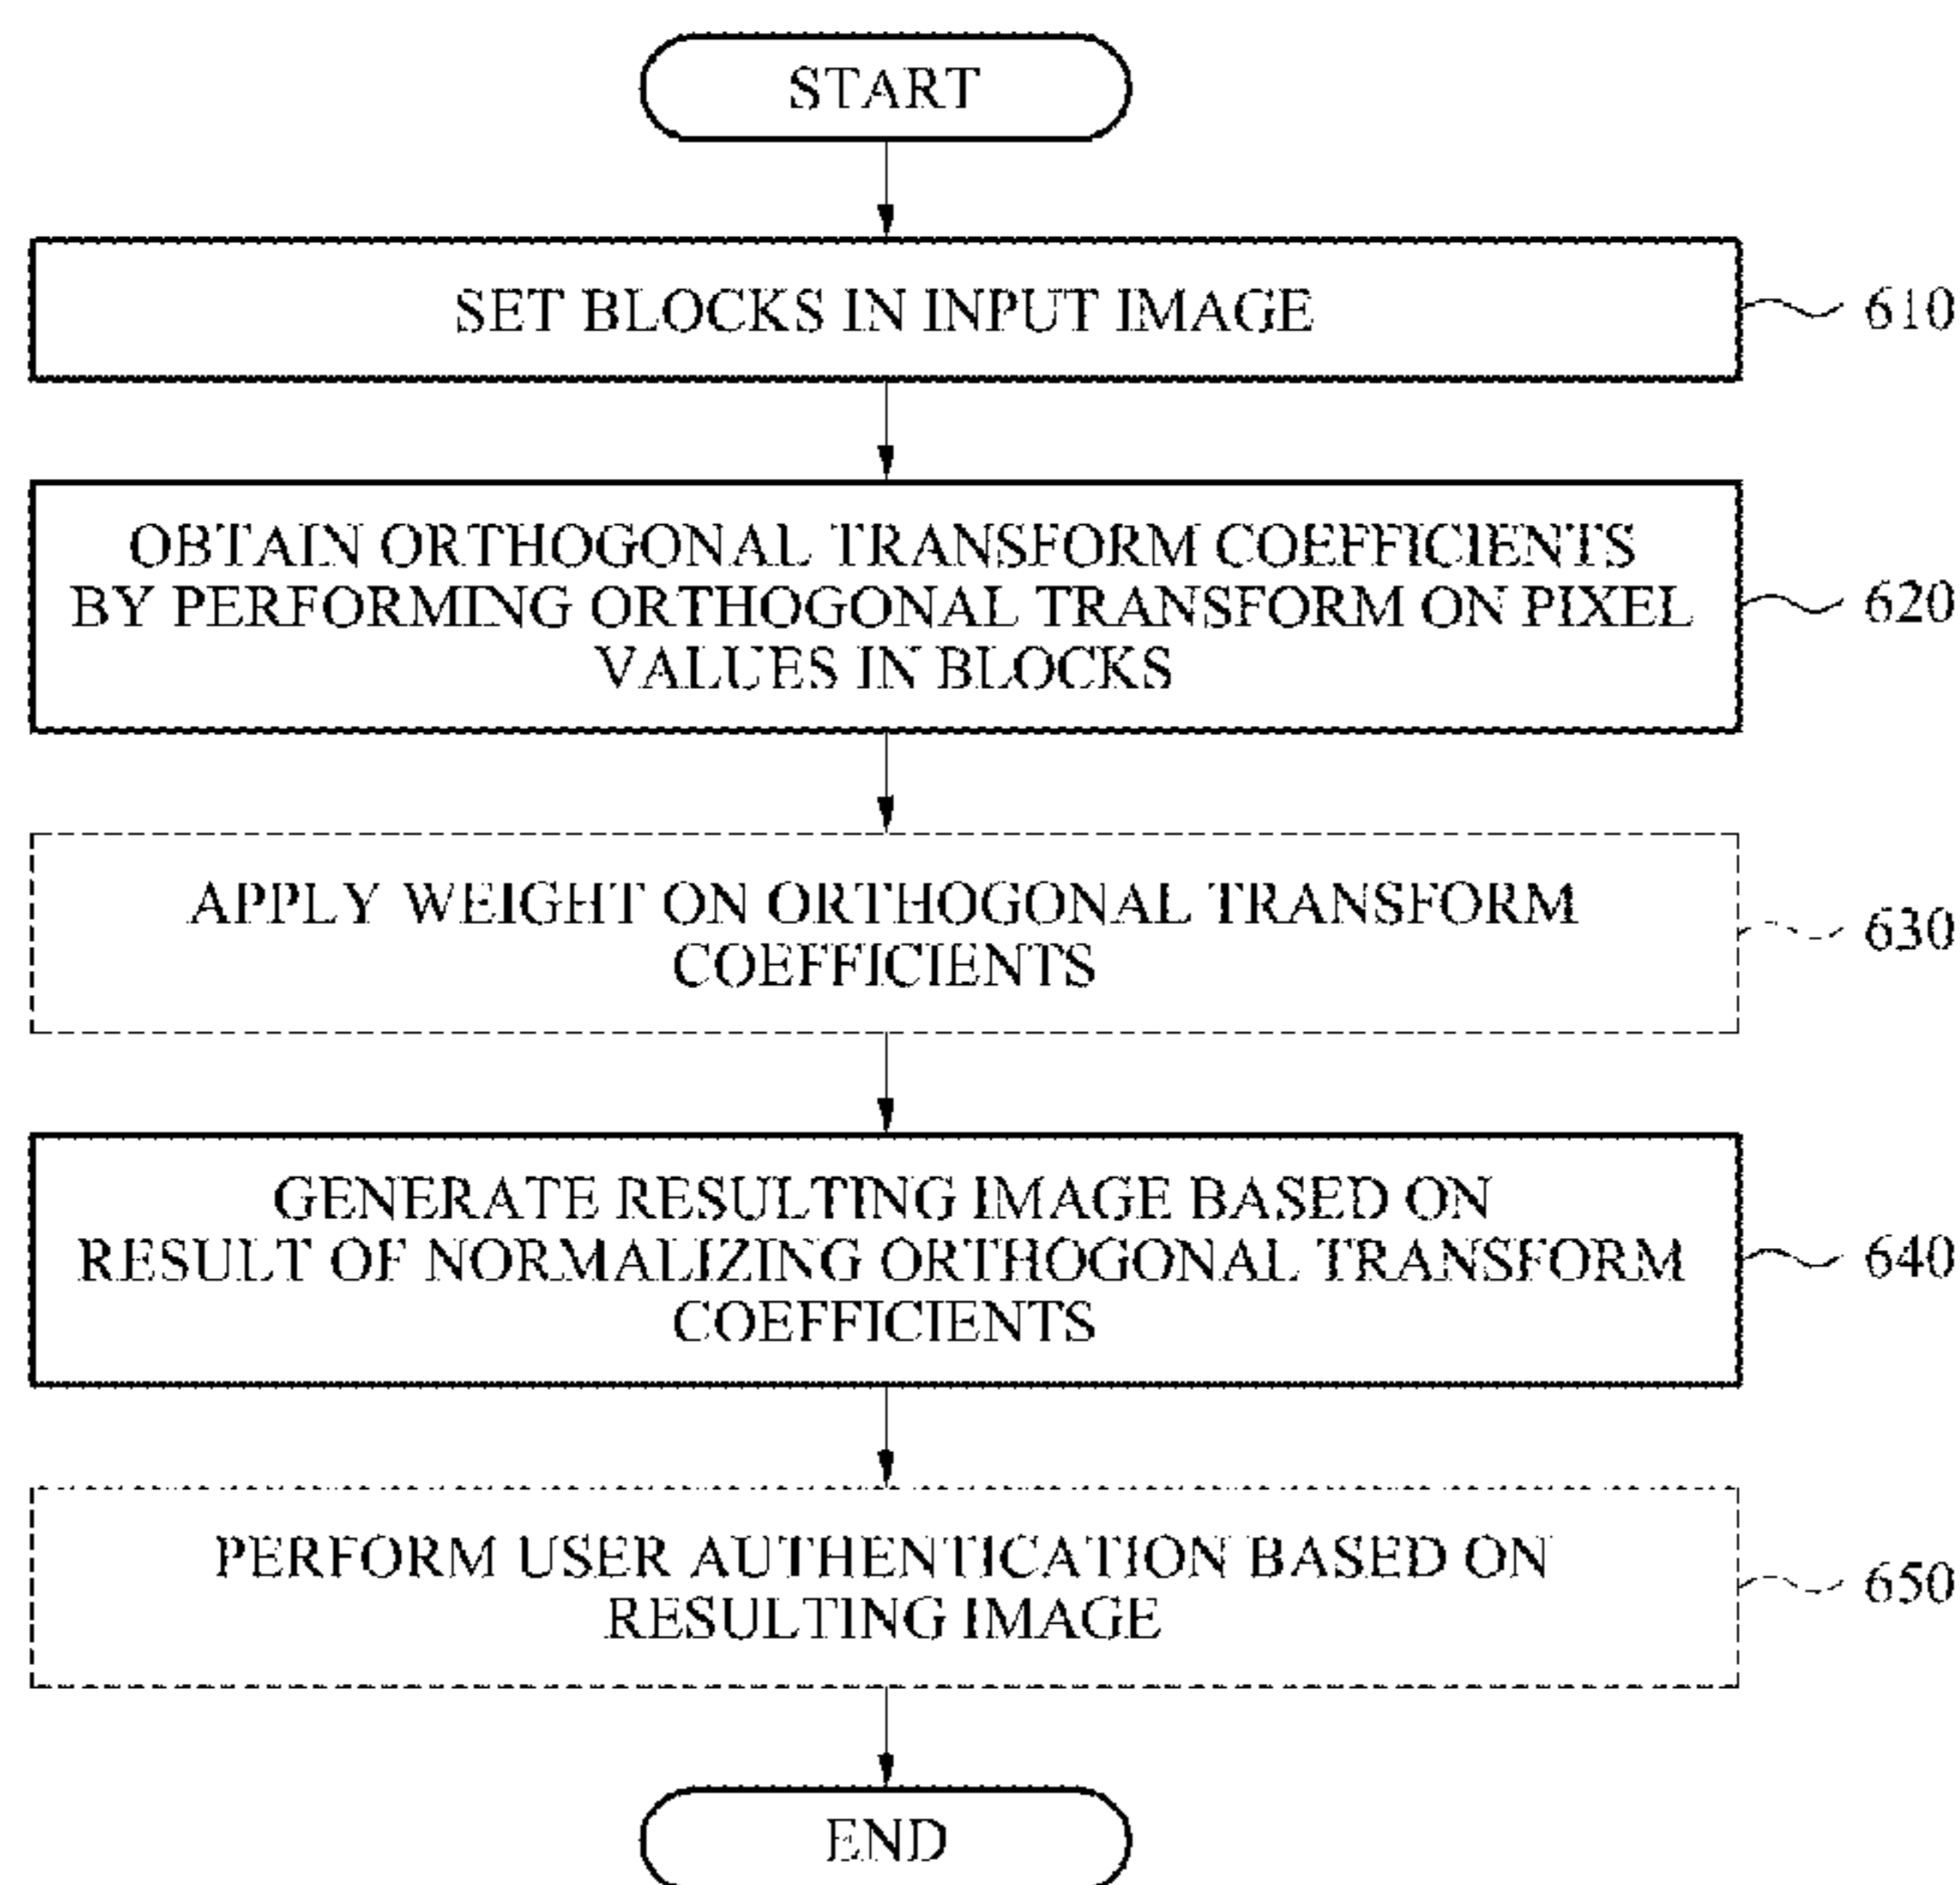 START
SET BLOCKS IN INPUT IMAGE
610
OBTAIN ORTHOGONAL TRANSFORM COEFFICIENTS
BY PERFORMING ORTHOGONAL TRANSFORM ON PIXEL
VALUES IN BLOCKS
620
APPLY WEIGHT ON ORTHOGONAL TRANSFORM
COEFFICIENTS
630
GENERATE RESULTING IMAGE BASED ON
RESULT OF NORMALIZING ORTHOGONAL TRANSFORM
COEFFICIENTS
640
PERFORM USER AUTHENTICATION BASED ON
RESULTING IMAGE
650
END